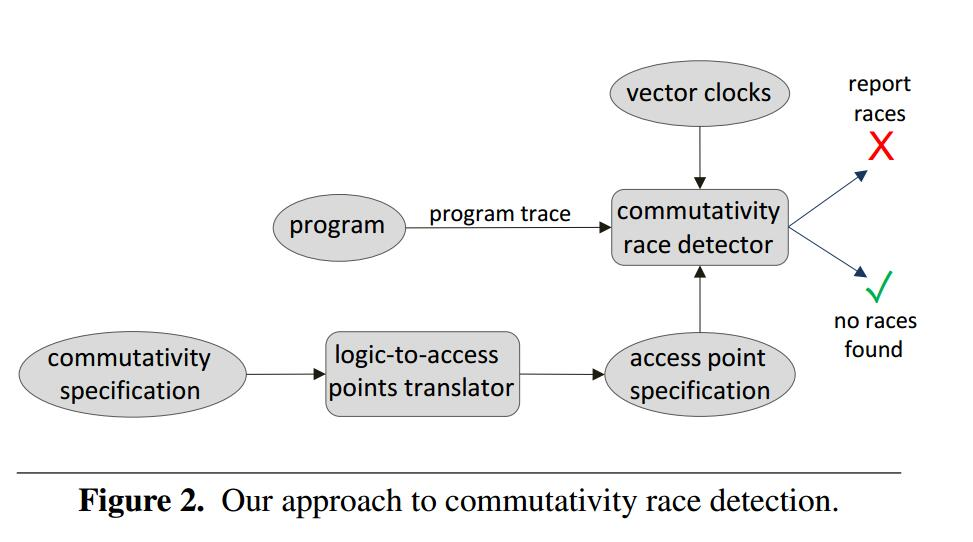 vector clocks
report
races
X
program
program trace
commutativity
race detector
no races
found
commutativity
specification
logic-to-access
points translator
access point
specification
Figure 2. Our approach to commutativity race detection.